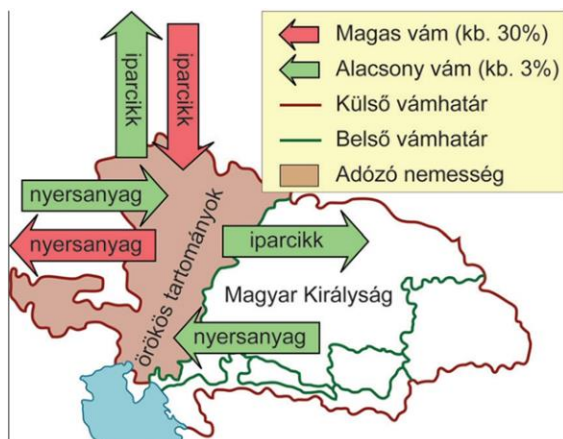 iparcikk
iparcikk
Magas vám (kb. 30%)
Alacsony vám (kb. 3%)
Külső vámhatár
Belső vámhatár
Adózó nemesség
nyersanyag
nyersanyag
örökös tartományok
iparcikk
Magyar Királyság
nyersanyag